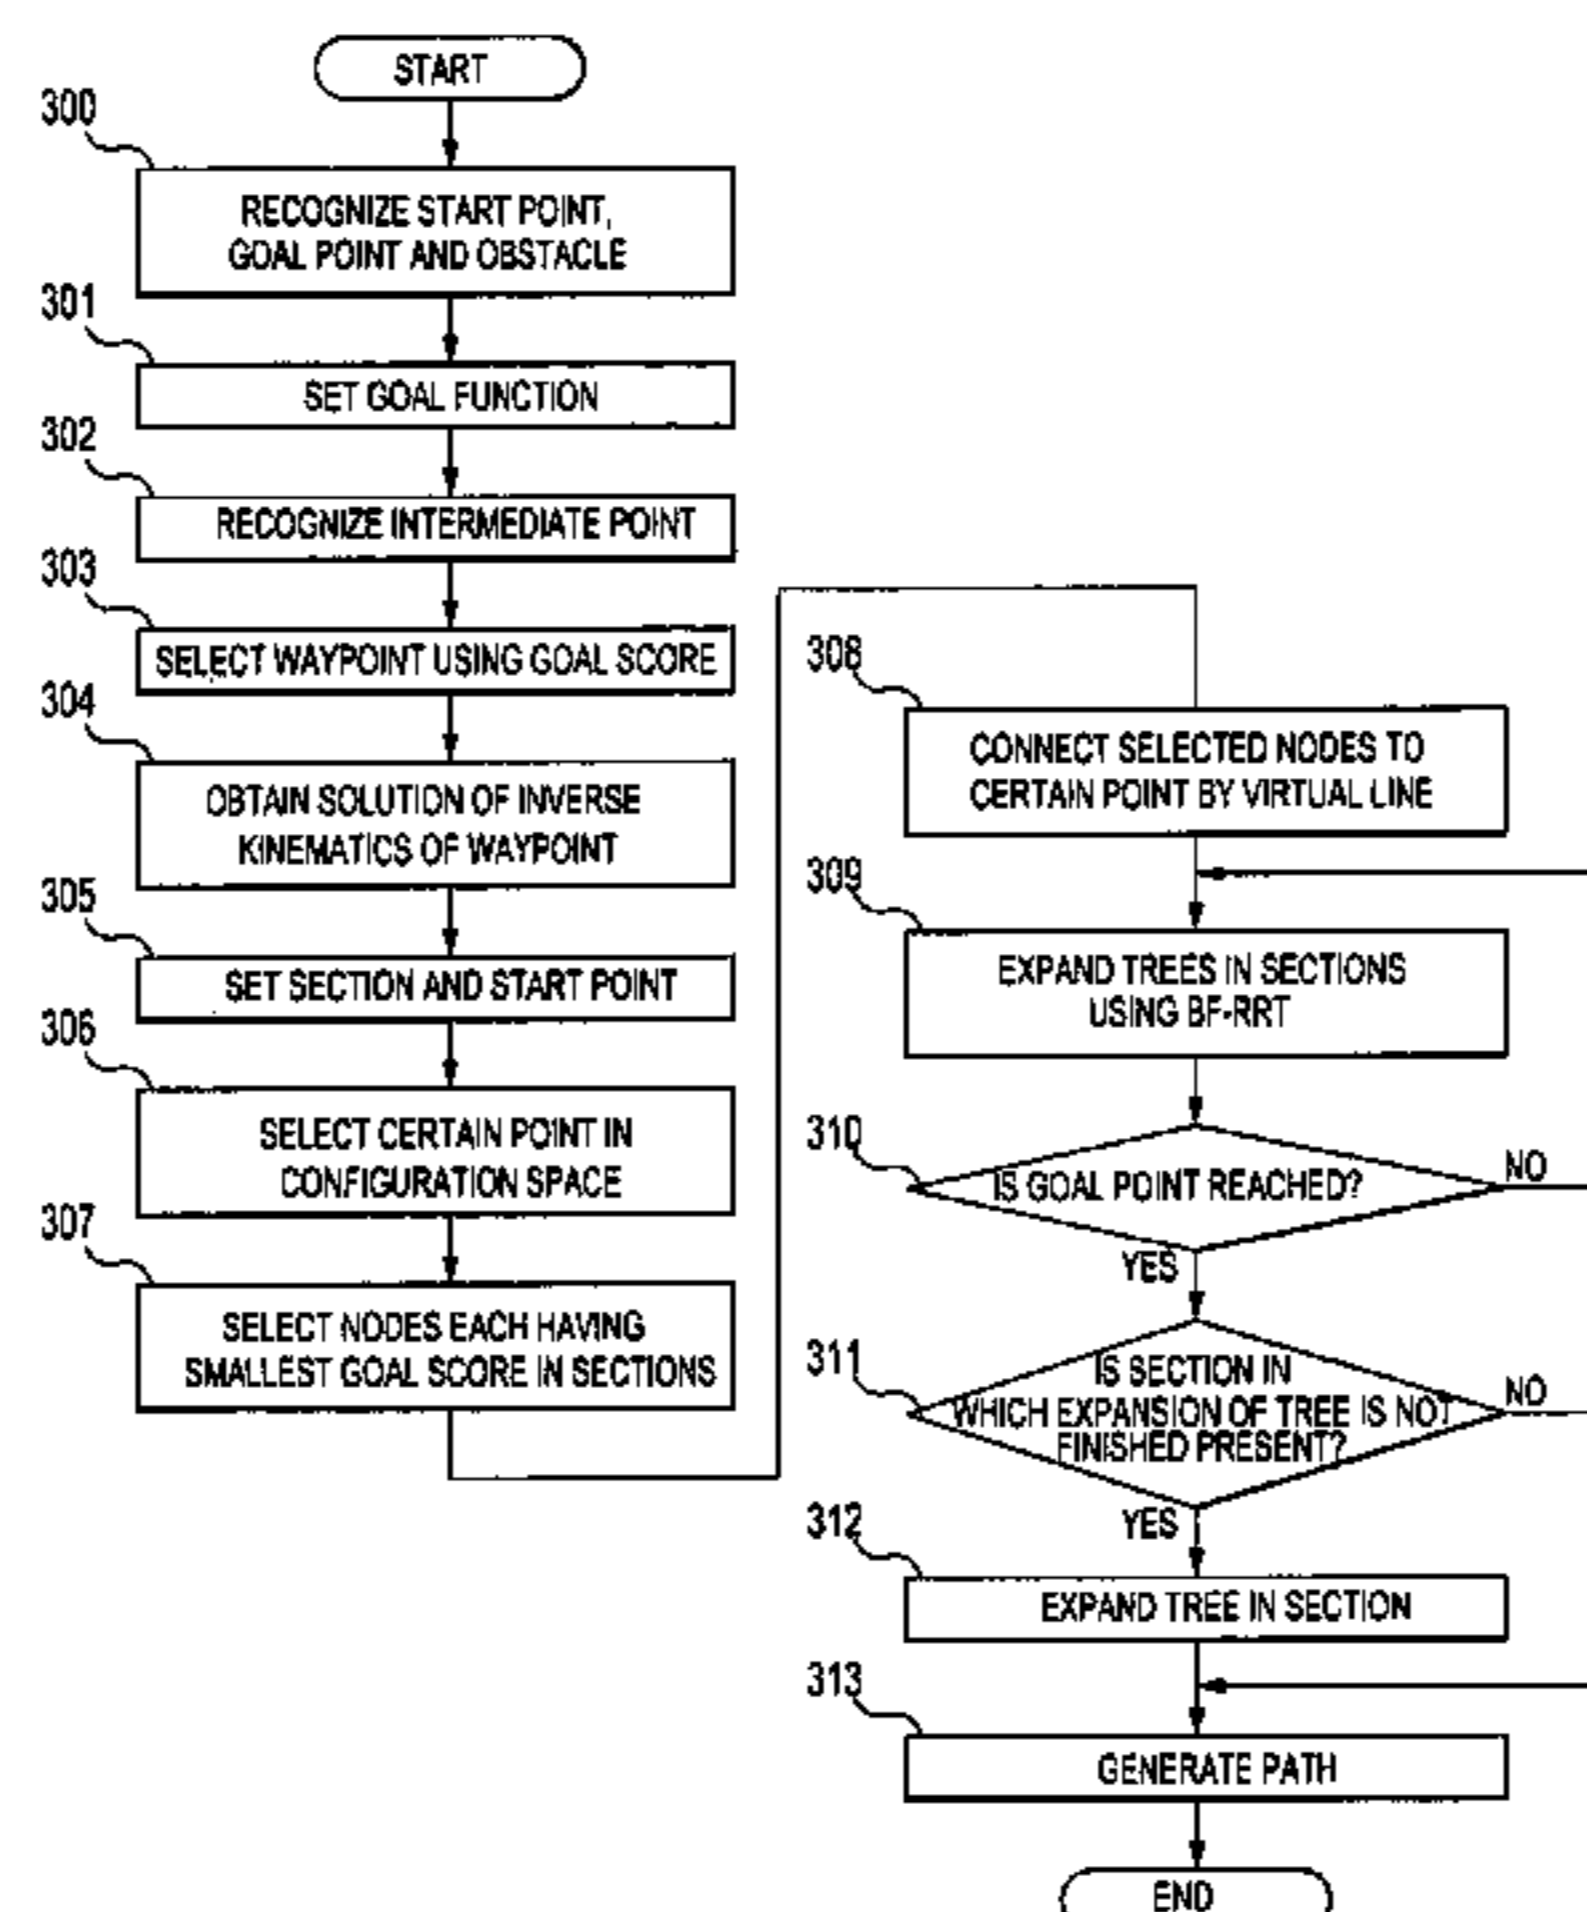 START
300
RECOGNIZE START POINT,
GOAL POINT AND OBSTACLE
301
SET GOAL FUNCTION
302
RECOGNIZE INTERMEDIATE POINT
303
SELECT WAYPOINT USING GOAL SCORE
304
OBTAIN SOLUTION OF INVERSE
KINEMATICS OF WAYPOINT
305
SET SECTION AND START POINT
306
SELECT CERTAIN POINT IN
CONFIGURATION SPACE
307
SELECT NODES EACH HAVING
SMALLEST GOAL SCORE IN SECTIONS
308
CONNECT SELECTED NODES TO
CERTAIN POINT BY VIRTUAL LINE
309
EXPAND TREES IN SECTIONS
USING BF-RRT
310
IS GOAL POINT REACHED?
NO
YES
311
IS SECTION IN
WHICH EXPANSION OF TREE IS NOT
FINISHED PRESENT?
NO
YES
312
EXPAND TREE IN SECTION
313
GENERATE PATH
END